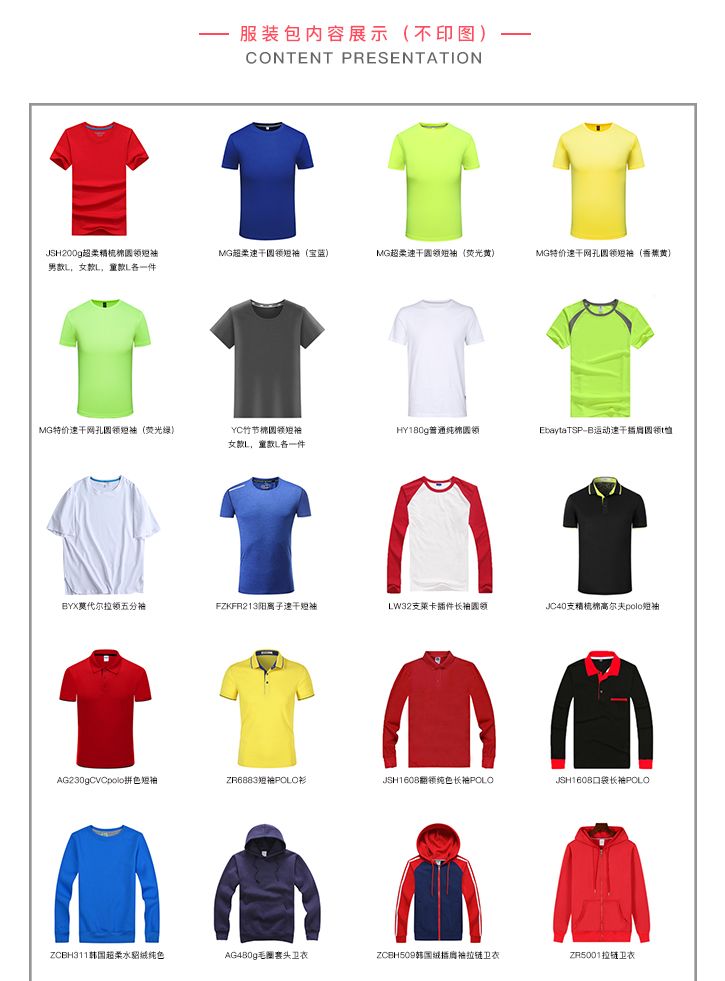 服装包内容展示（不印图）
CONTENT PRESENTATION
JSH200g超柔精梳棉圆领短袖
男款L，女款L，童款L各一件
MG超柔速干圆领短袖（宝蓝）
MG超柔速干圆领短袖（荧光黄）
MG特价速干网孔圆领短袖（香蕉黄）
MG特价速干网孔圆领短袖（荧光绿）
YC竹节棉圆领短袖
女款L，童款L各一件
HY180g普通纯棉圆领
EbaytaTSP-B运动速干插肩圆领t恤
BYX莫代尔拉领五分袖
FZKFR213阳离子速干短袖
LW32支莱卡插件长袖圆领
JC40支精梳棉高尔夫polo短袖
AG230gCVCpolo拼色短袖
ZR6883短袖POLO衫
JSH1608翻领纯色长袖POLO
JSH1608口袋长袖POLO
ZCBH311韩国超柔水貂绒纯色
AG480g毛圈套头卫衣
ZCBH509韩国绒插肩袖拉链卫衣
ZR5001拉链卫衣